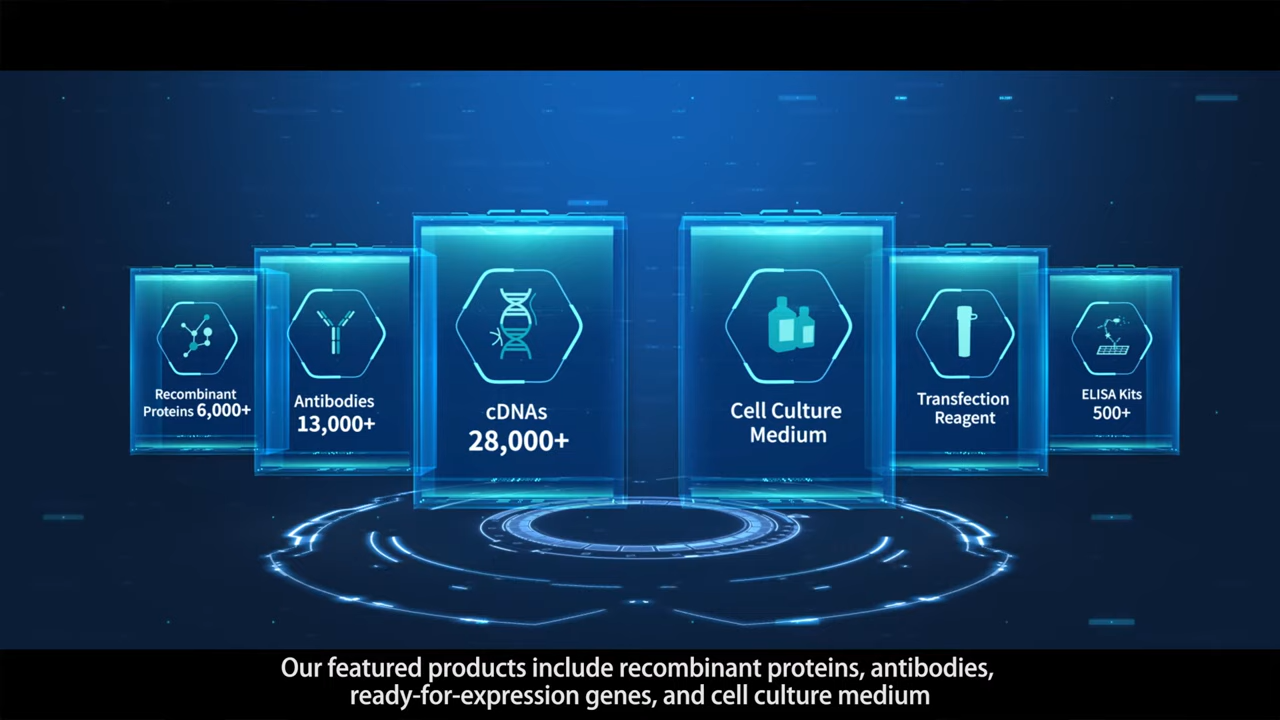 Recombinant
Proteins 6,000+
Antibodies
13,000+
cDNAs
28,000+
Cell Culture
Medium
Transfection
Reagent
ELISA Kits
500+
Our featured products include recombinant proteins, antibodies,
ready-for-expression genes, and cell culture medium